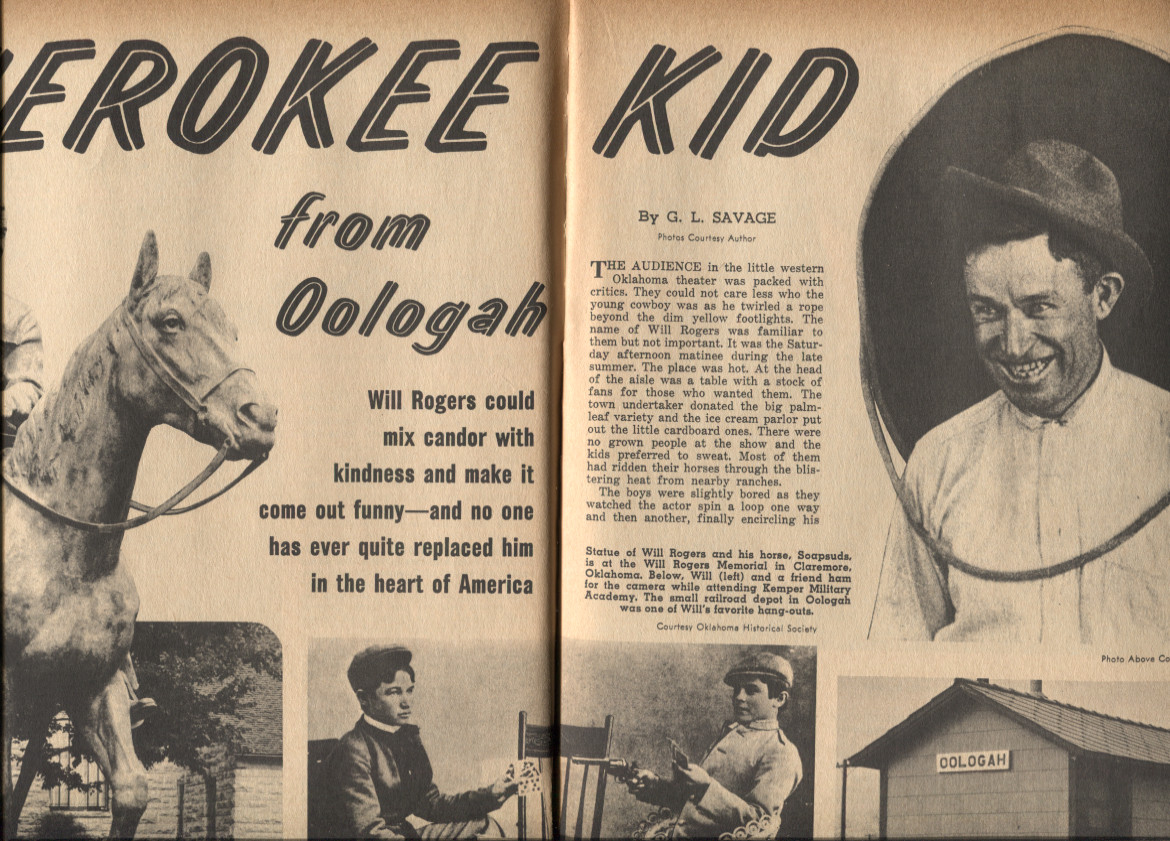 EROKEE KID
from
Oologah
Will Rogers could
mix candor with
kindness and make it
come out funny—and no one
has ever quite replaced him
in the heart of America
By G. L. SAVAGE
Photos Courtesy Author
THE AUDIENCE in the little western
Oklahoma theater was packed with
critics. They could not care less who the
young cowboy was as he twirled a rope
beyond the dim yellow footlights. The
name of Will Rogers was familiar to
them but not important. It was the Satur-
day afternoon matinee during the late
summer. The place was hot. At the head
of the aisle was a table with a stock of
fans for those who wanted them. The
town undertaker donated the big palm-
leaf variety and the ice cream parlor put
out the little cardboard ones. There were
no grown people at the show and the
kids preferred to sweat. Most of them
had ridden their horses through the blis-
tering heat from nearby ranches.
The boys were slightly bored as they
watched the actor spin a loop one way
and then another, finally encircling his
Statue of Will Rogers and his horse, Soapsuds,
is at the Will Rogers Memorial in Claremore,
Oklahoma. Below, Will (left) and a friend ham
for the camera while attending Kemper Military
Academy. The small railroad depot in Oologah
was one of Will's favorite hang-outs.
Courtesy Oklahoma Historical Society
Photo Above Co
OOLOGAH